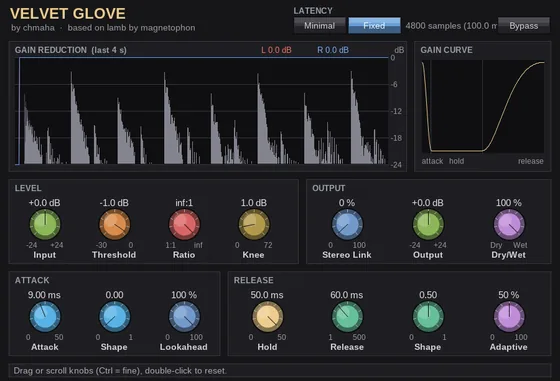 VELVET GLOVE
by chmaha · based on lamb by magnetophon
LATENCY
Minimal Fixed 4800 samples (100.0 m Bypass
GAIN REDUCTION (last 4 s) L 0.0 dB R 0.0 dB dB
0
-6
-12
-18
-24
GAIN CURVE
attack hold release
LEVEL
+0.0 dB -1.0 dB inf:1 1.0 dB
-24 +24 -30 0 1:1 inf 0 72
Input Threshold Ratio Knee
OUTPUT
0 % +0.0 dB 100 %
0 100 -24 +24 Dry Wet
Stereo Link Output Dry/Wet
ATTACK
9.00 ms 0.00 100 %
0 50 0 1 0 100
Attack Shape Lookahead
RELEASE
50.0 ms 60.0 ms 0.50 50 %
0 50 1 500 0 1 0 100
Hold Release Shape Adaptive
Drag or scroll knobs (Ctrl = fine), double-click to reset.